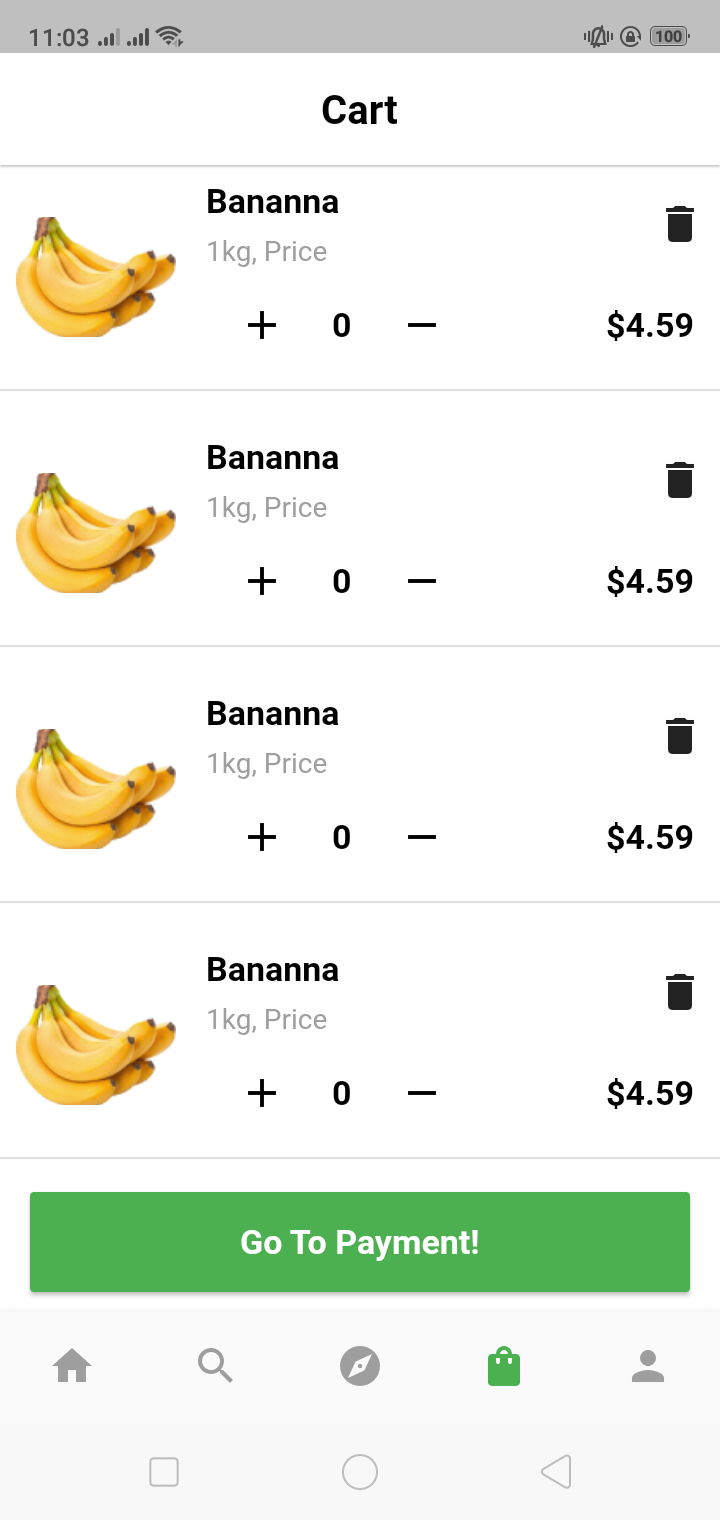 11:03 100
Cart
Bananna
1kg, Price
0 $4.59
Bananna
1kg, Price
0 $4.59
Bananna
1kg, Price
0 $4.59
Bananna
1kg, Price
0 $4.59
Go To Payment!